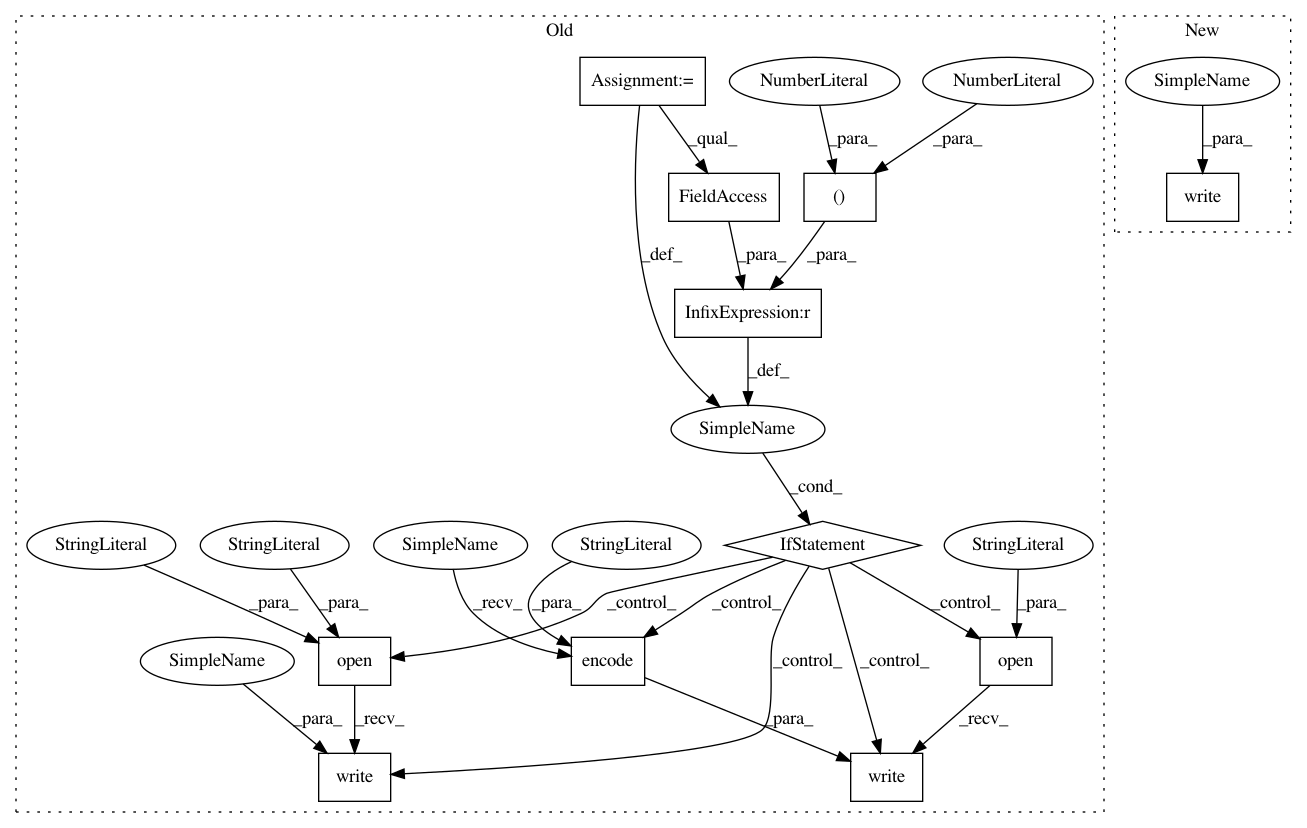 Old
New
Assignment:=
NumberLiteral
NumberLiteral
SimpleName
_qual_
_para_
_para_
_para_
FieldAccess
()
write
_def_
_para_
_para_
InfixExpression:r
_def_
SimpleName
_cond_
StringLiteral
StringLiteral
SimpleName
StringLiteral
IfStatement
StringLiteral
_para_
_para_
_recv_
_para_
_control_
_control_
_control_
_para_
SimpleName
open
encode
_control_
_control_
open
_para_
_recv_
_para_
_recv_
write
write